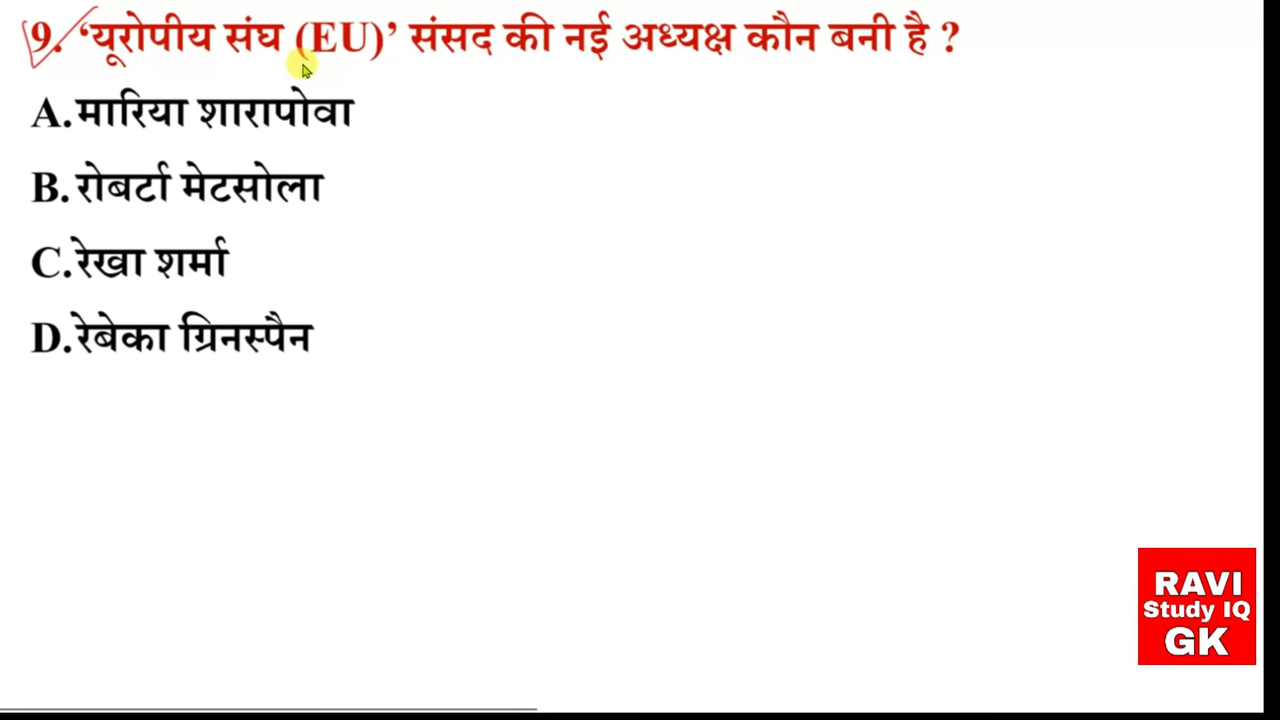 9. ‘यूरोपीय संघ (EU)’ संसद की नई अध्यक्ष कौन बनी है ?
A.मारिया शारापोवा
B.रोबर्टा मेटसोला
C.रेखा शर्मा
D.रेबेका ग्रिनस्पैन
RAVI
Study IQ
GK